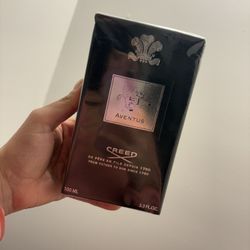 AVENTUS
CREED
DE PÈRE EN FILS DEPUIS 1760
FROM FATHER TO SON SINCE 1760
100 ML
3.3 FL.OZ